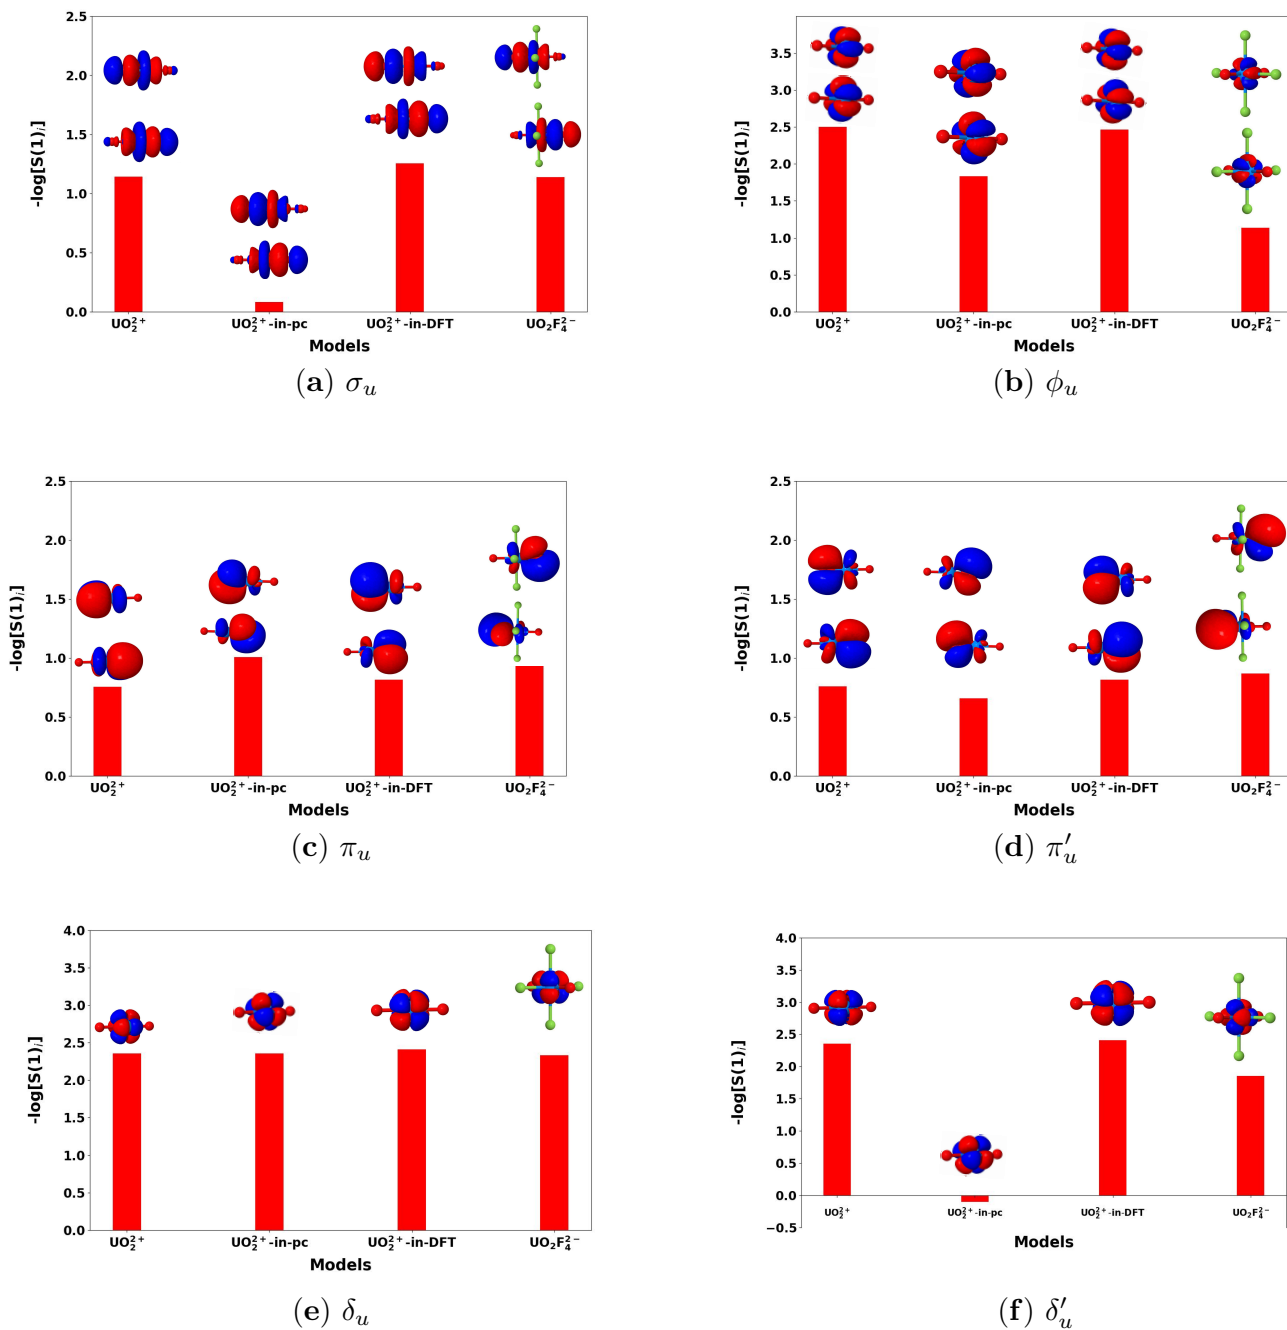 -log[S(1)ᵢ]
2.5
2.0
1.5
1.0
0.5
0.0
UO₂²⁺ UO₂²⁺-in-pc UO₂²⁺-in-DFT UO₂F₄²⁻
Models
(a) σᵤ
-log[S(1)ᵢ]
3.5
3.0
2.5
2.0
1.5
1.0
0.5
0.0
UO₂²⁺ UO₂²⁺-in-pc UO₂²⁺-in-DFT UO₂F₄²⁻
Models
(b) ϕᵤ
-log[S(1)ᵢ]
2.5
2.0
1.5
1.0
0.5
0.0
UO₂²⁺ UO₂²⁺-in-pc UO₂²⁺-in-DFT UO₂F₄²⁻
Models
(c) πᵤ
-log[S(1)ᵢ]
2.5
2.0
1.5
1.0
0.5
0.0
UO₂²⁺ UO₂²⁺-in-pc UO₂²⁺-in-DFT UO₂F₄²⁻
Models
(d) π′ᵤ
-log[S(1)ᵢ]
4.0
3.5
3.0
2.5
2.0
1.5
1.0
0.5
0.0
UO₂²⁺ UO₂²⁺-in-pc UO₂²⁺-in-DFT UO₂F₄²⁻
Models
(e) δᵤ
-log[S(1)ᵢ]
4.0
3.5
3.0
2.5
2.0
1.5
1.0
0.5
0.0
−0.5
UO₂²⁺ UO₂²⁺-in-pc UO₂²⁺-in-DFT UO₂F₄²⁻
Models
(f) δ′ᵤ